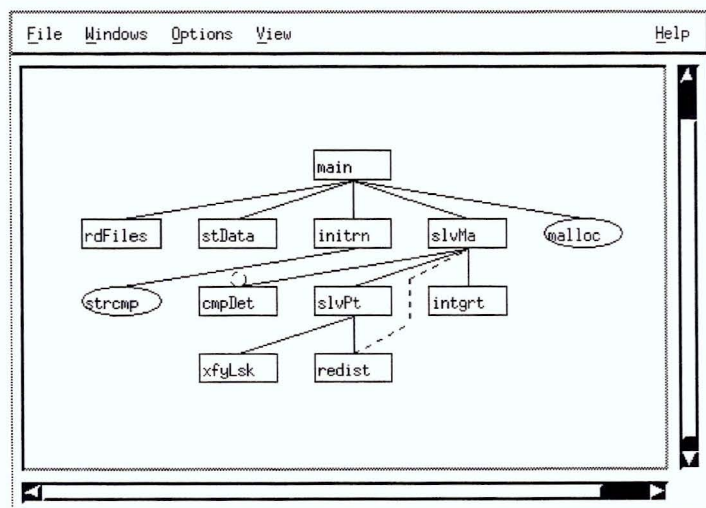 File Windows Options View Help
main
rdFiles stData initrn slvMa malloc
strcmp cmpDet slvPt intgrt
xfyLsk redist